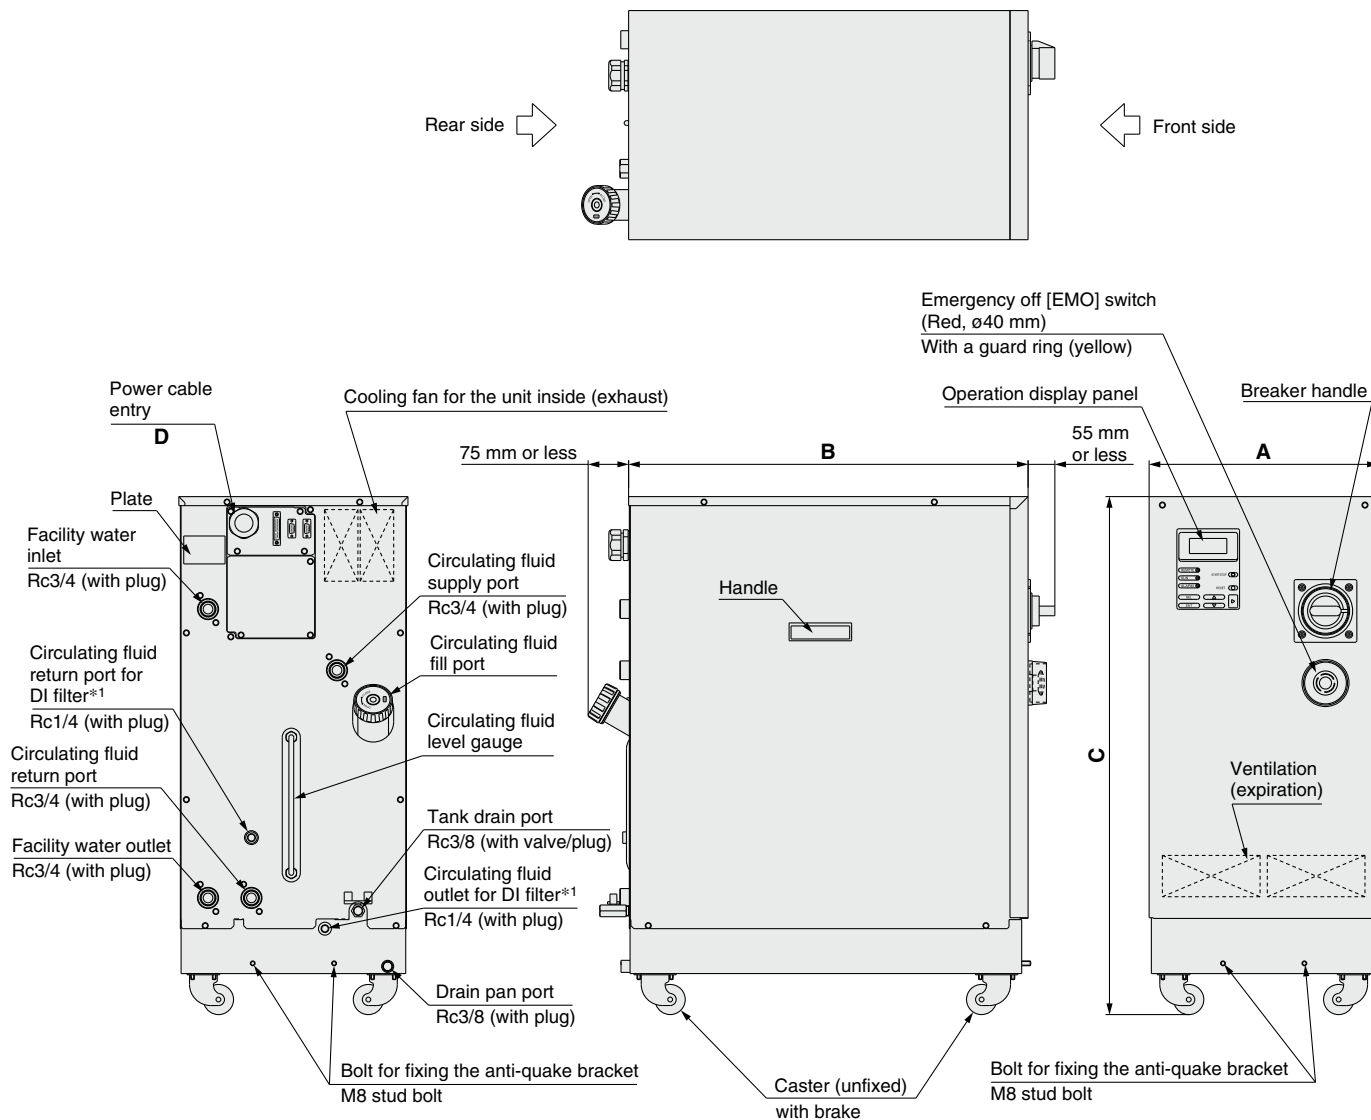 Rear side
Front side
Emergency off [EMO] switch
(Red, ø40 mm)
With a guard ring (yellow)
Power cable
entry
D
Cooling fan for the unit inside (exhaust)
Operation display panel
Breaker handle
75 mm or less
B
55 mm
or less
A
Plate
Facility water
inlet
Rc3/4 (with plug)
Circulating fluid
supply port
Rc3/4 (with plug)
Handle
Circulating fluid
return port for
DI filter*1
Rc1/4 (with plug)
Circulating fluid
fill port
Circulating fluid
level gauge
C
Circulating fluid
return port
Rc3/4 (with plug)
Ventilation
(expiration)
Facility water outlet
Rc3/4 (with plug)
Tank drain port
Rc3/8 (with valve/plug)
Circulating fluid
outlet for DI filter*1
Rc1/4 (with plug)
Drain pan port
Rc3/8 (with plug)
Bolt for fixing the anti-quake bracket
M8 stud bolt
Caster (unfixed)
with brake
Bolt for fixing the anti-quake bracket
M8 stud bolt